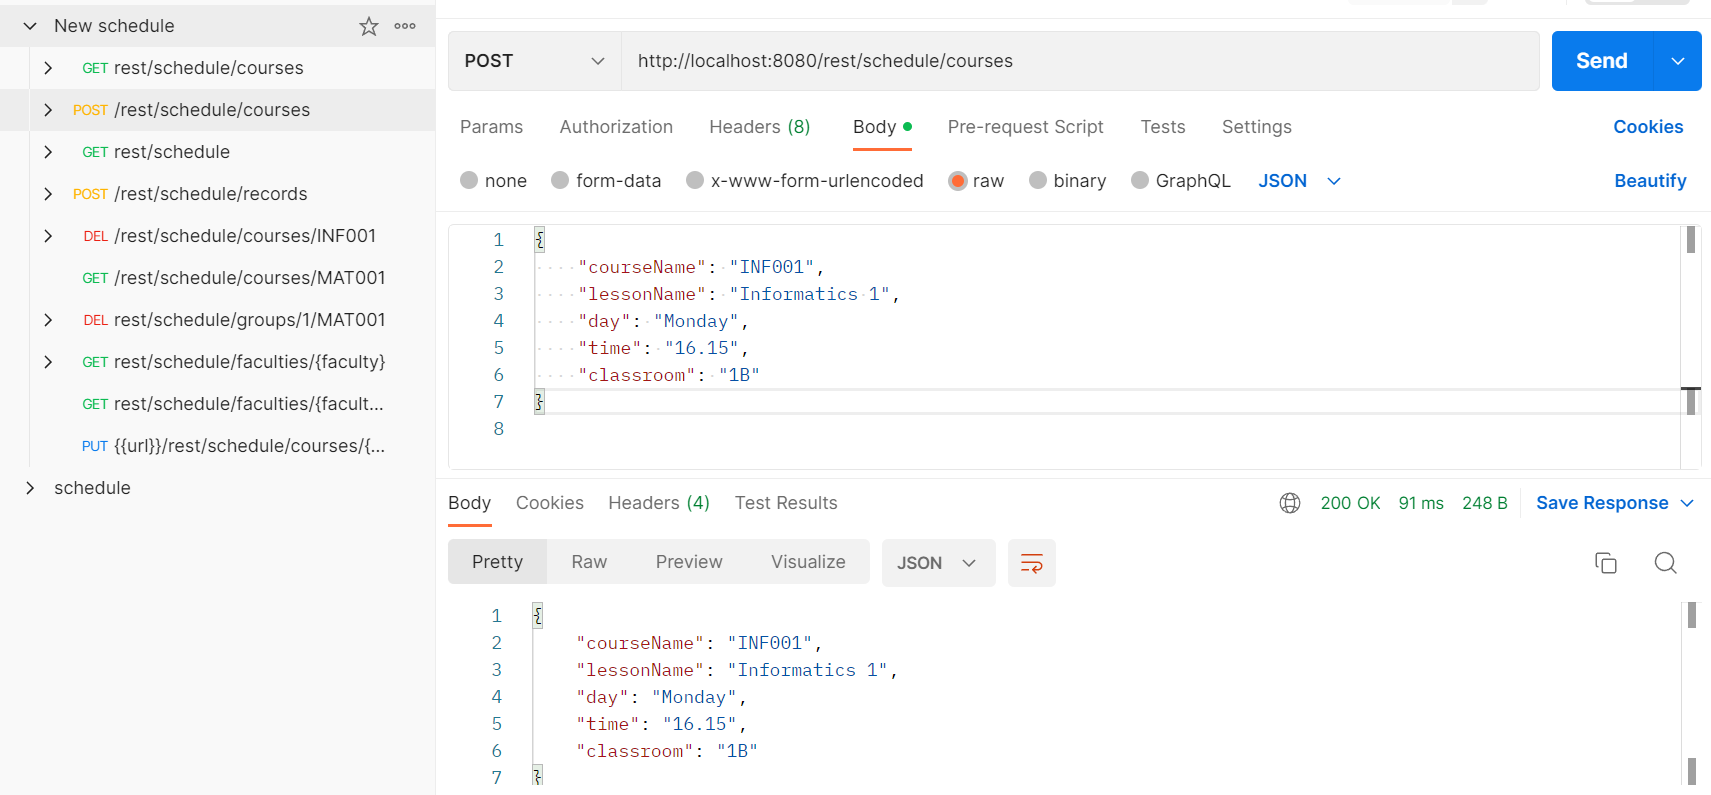 New schedule
GET rest/schedule/courses
POST /rest/schedule/courses
GET rest/schedule
POST /rest/schedule/records
DEL /rest/schedule/courses/INF001
GET /rest/schedule/courses/MAT001
DEL rest/schedule/groups/1/MAT001
GET rest/schedule/faculties/{faculty}
GET rest/schedule/faculties/{facult...
PUT {{url}}/rest/schedule/courses/{...
schedule
POST http://localhost:8080/rest/schedule/courses Send
Params Authorization Headers (8) Body Pre-request Script Tests Settings Cookies
none form-data x-www-form-urlencoded raw binary GraphQL JSON Beautify
1 {
2 "courseName": "INF001",
3 "lessonName": "Informatics 1",
4 "day": "Monday",
5 "time": "16.15",
6 "classroom": "1B"
7 }
8
Body Cookies Headers (4) Test Results 200 OK 91 ms 248 B Save Response
Pretty Raw Preview Visualize JSON
1 {
2 "courseName": "INF001",
3 "lessonName": "Informatics 1",
4 "day": "Monday",
5 "time": "16.15",
6 "classroom": "1B"
7 }